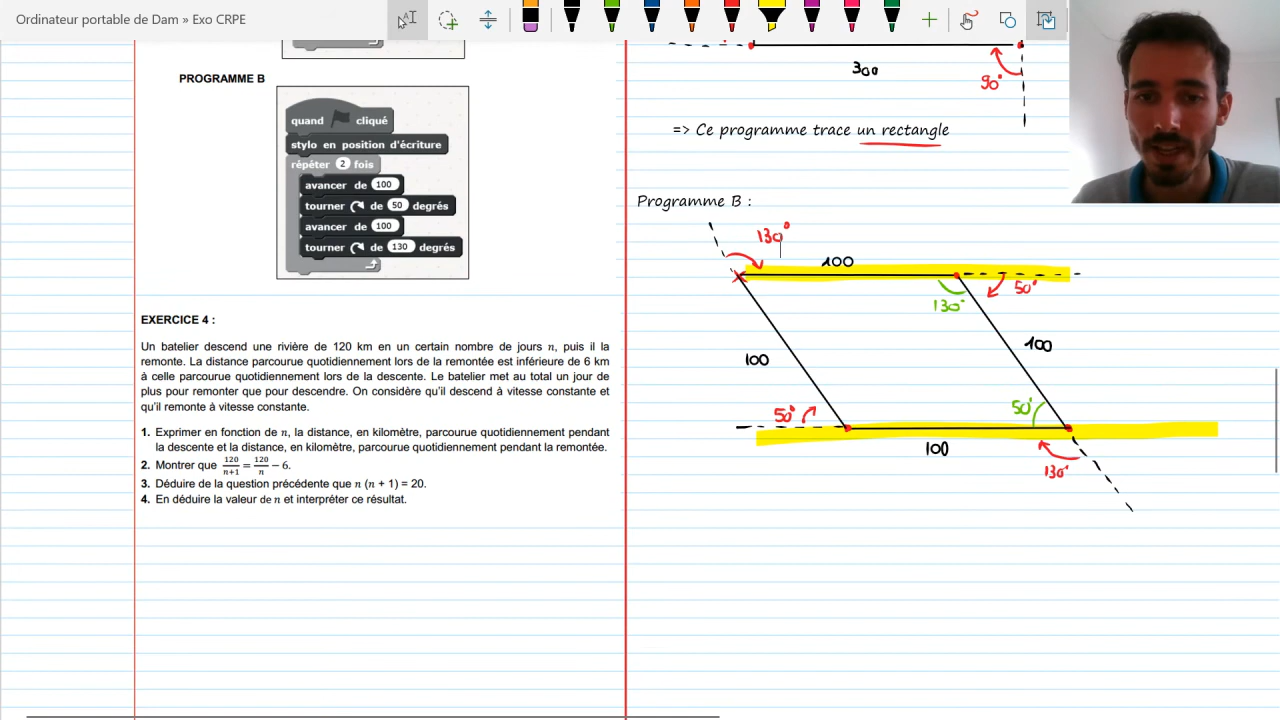 Ordinateur portable de Dam » Exo CRPE
PROGRAMME B
quand cliqué
stylo en position d'écriture
répéter 2 fois
avancer de 100
tourner de 50 degrés
avancer de 100
tourner de 130 degrés
EXERCICE 4 :
Un batelier descend une rivière de 120 km en un certain nombre de jours n, puis il la
remonte. La distance parcourue quotidiennement lors de la remontée est inférieure de 6 km
à celle parcourue quotidiennement lors de la descente. Le batelier met au total un jour de
plus pour remonter que pour descendre. On considère qu'il descend à vitesse constante et
qu'il remonte à vitesse constante.
1. Exprimer en fonction de n, la distance, en kilomètre, parcourue quotidiennement pendant
la descente et la distance, en kilomètre, parcourue quotidiennement pendant la remontée.
2. Montrer que 120/n+1 = 120/n − 6.
3. Déduire de la question précédente que n (n + 1) = 20.
4. En déduire la valeur de n et interpréter ce résultat.
300
90°
=> Ce programme trace un rectangle
Programme B :
130°
100
50°
130°
100
100
50°
50°
100
130°